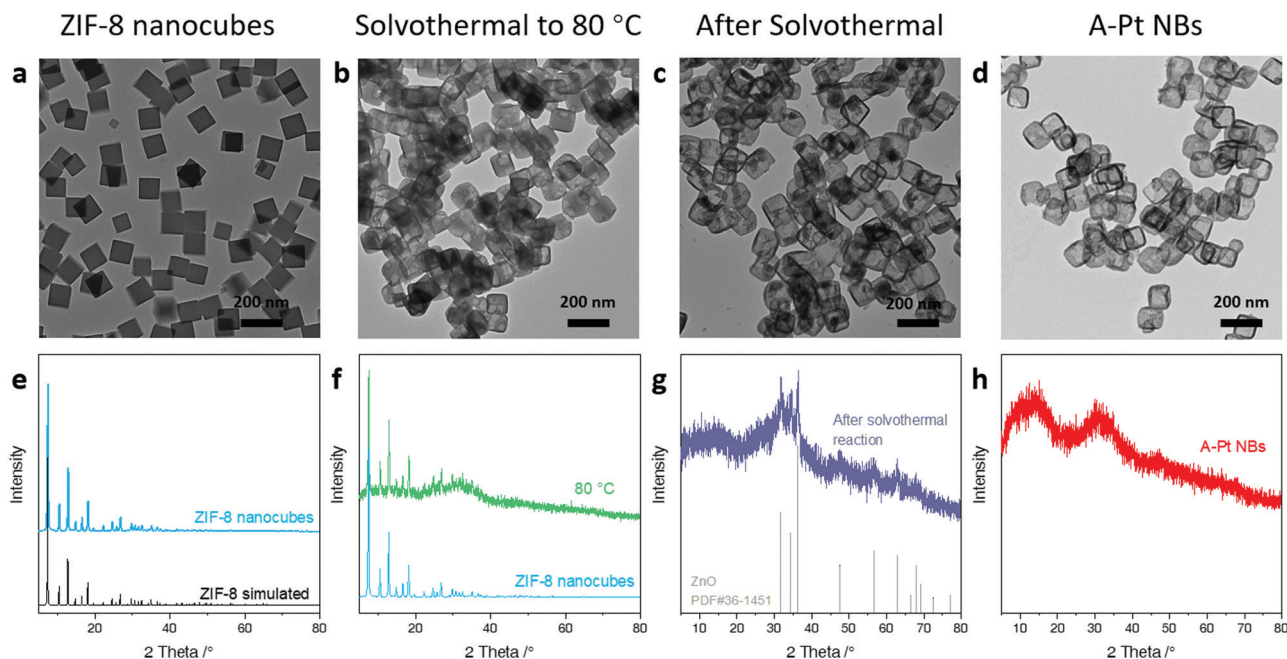 ZIF-8 nanocubes
Solvothermal to 80 °C
After Solvothermal
A-Pt NBs
a
200 nm
b
200 nm
c
200 nm
d
200 nm
e
Intensity
ZIF-8 nanocubes
ZIF-8 simulated
20 40 60 80
2 Theta /°
f
Intensity
80 °C
ZIF-8 nanocubes
20 40 60 80
2 Theta /°
g
Intensity
After solvothermal
reaction
ZnO
PDF#36-1451
10 20 30 40 50 60 70 80
2 Theta /°
h
Intensity
A-Pt NBs
10 20 30 40 50 60 70 80
2 Theta /°